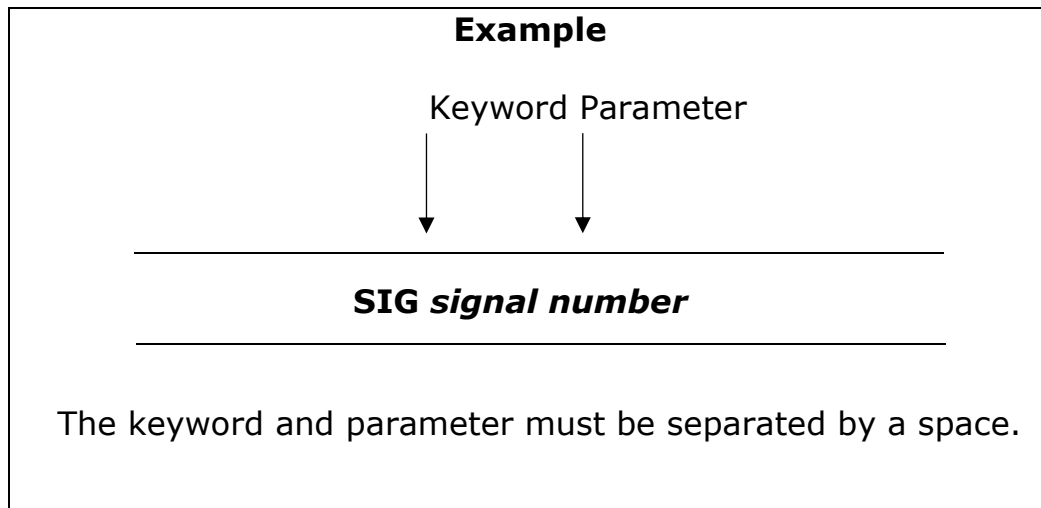 Example
Keyword Parameter
SIG signal number
The keyword and parameter must be separated by a space.